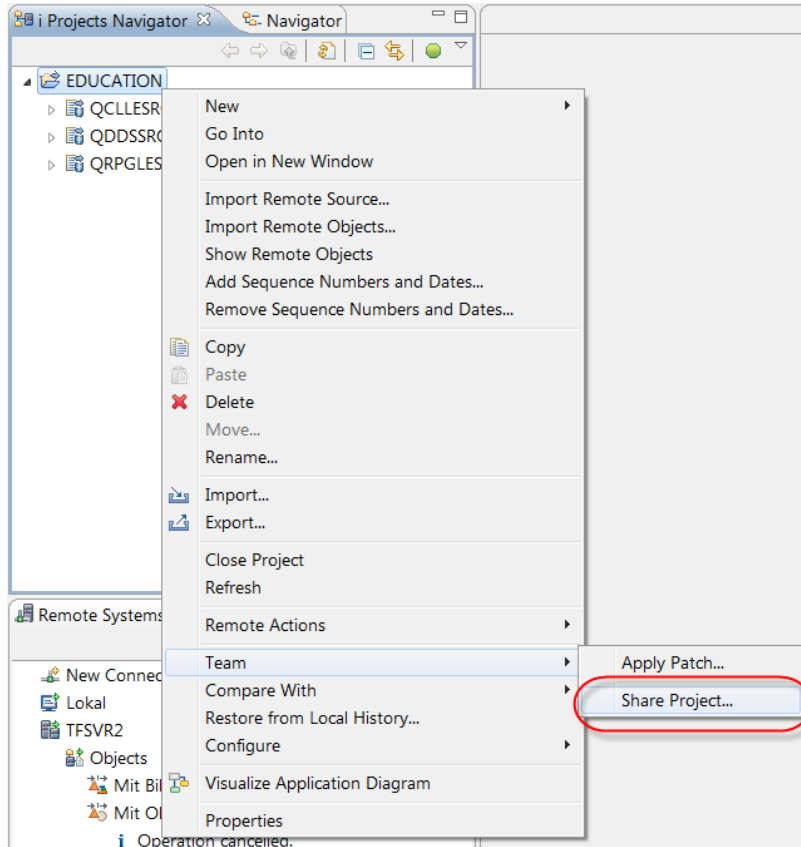 i Projects Navigator
Navigator
EDUCATION
QCLLESR
QDDSSRC
QRPGLES
New
Go Into
Open in New Window
Import Remote Source...
Import Remote Objects...
Show Remote Objects
Add Sequence Numbers and Dates...
Remove Sequence Numbers and Dates...
Copy
Paste
Delete
Move...
Rename...
Import...
Export...
Close Project
Refresh
Remote Actions
Team
Compare With
Restore from Local History...
Configure
Visualize Application Diagram
Properties
Apply Patch...
Share Project...
Remote Systems
New Connec
Lokal
TFSVR2
Objects
Mit Bil
Mit Ol
Operation cancelled.